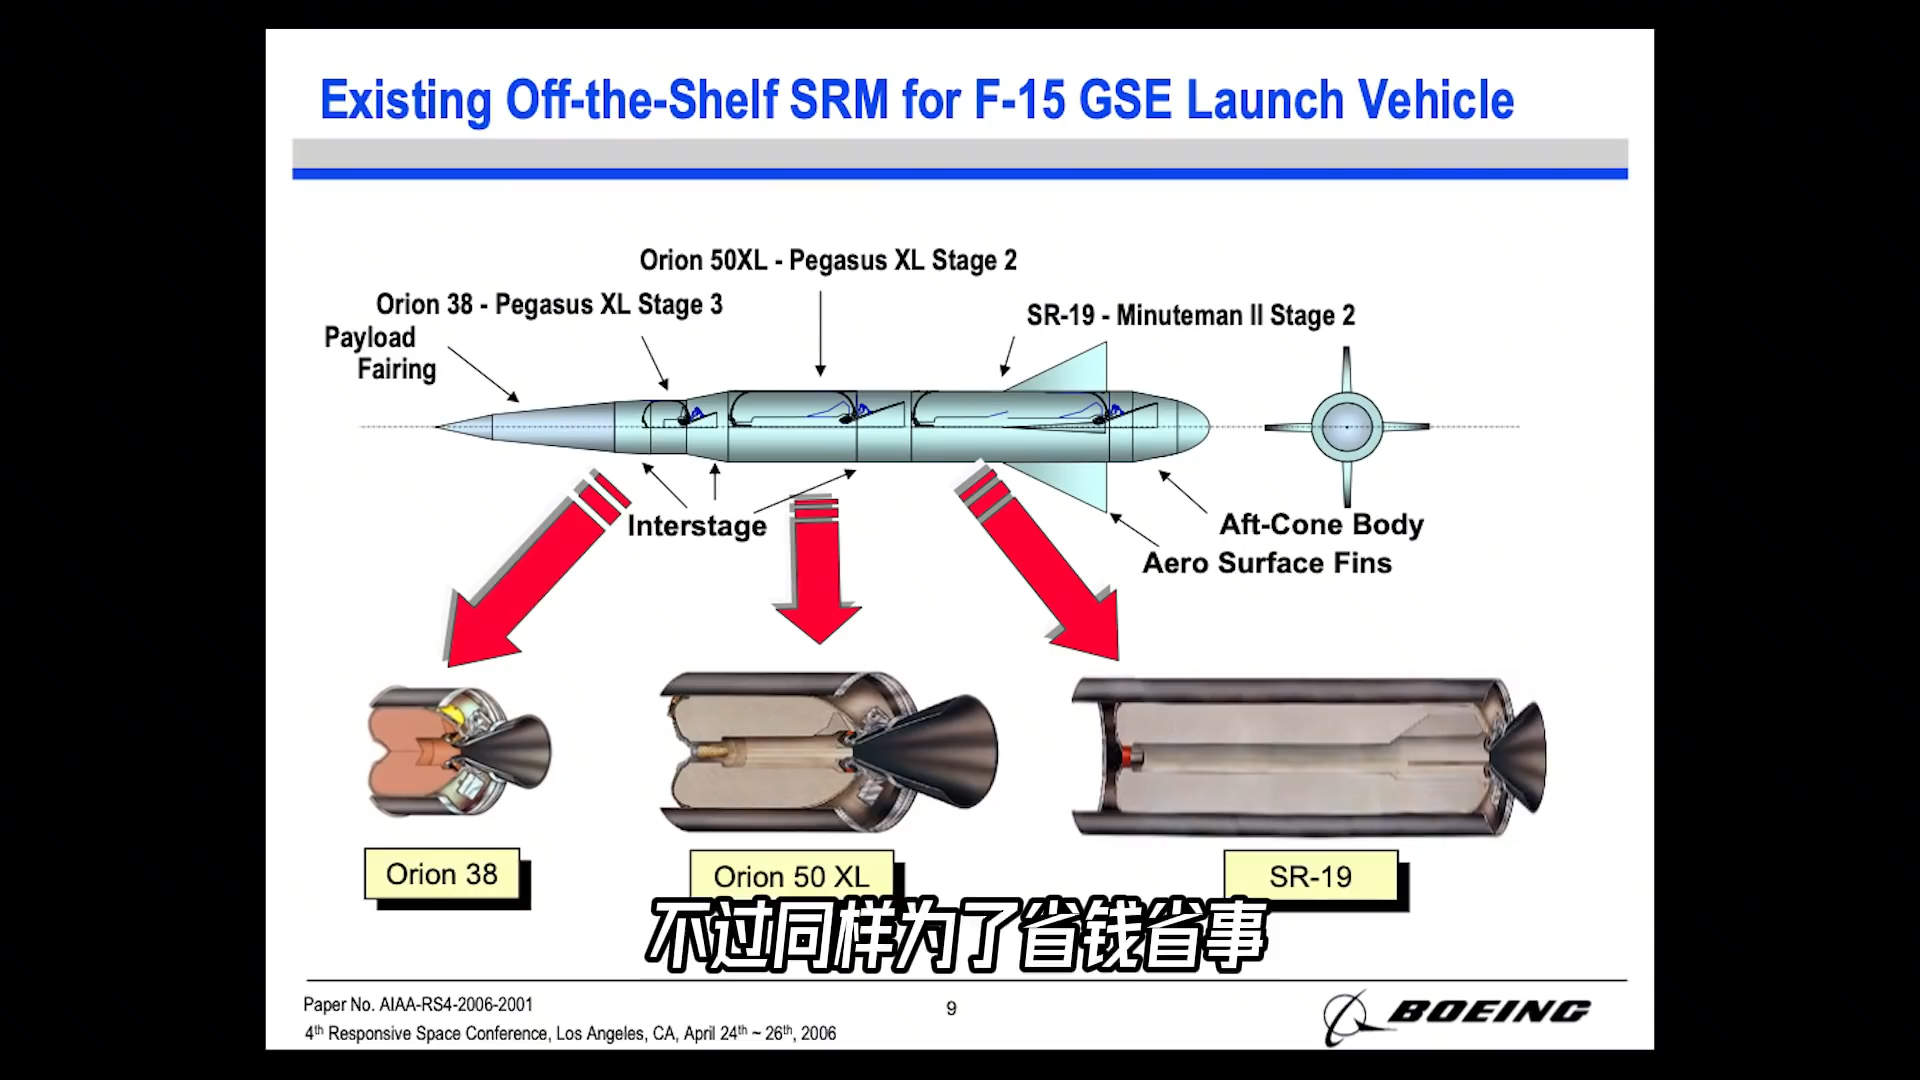 Existing Off-the-Shelf SRM for F-15 GSE Launch Vehicle
Orion 50XL - Pegasus XL Stage 2
Orion 38 - Pegasus XL Stage 3
SR-19 - Minuteman II Stage 2
Payload
Fairing
Interstage
Aft-Cone Body
Aero Surface Fins
Orion 38
Orion 50 XL
SR-19
不过同样为了省钱省事
Paper No. AIAA-RS4-2006-2001
9
4th Responsive Space Conference, Los Angeles, CA, April 24th ~ 26th, 2006
BOEING